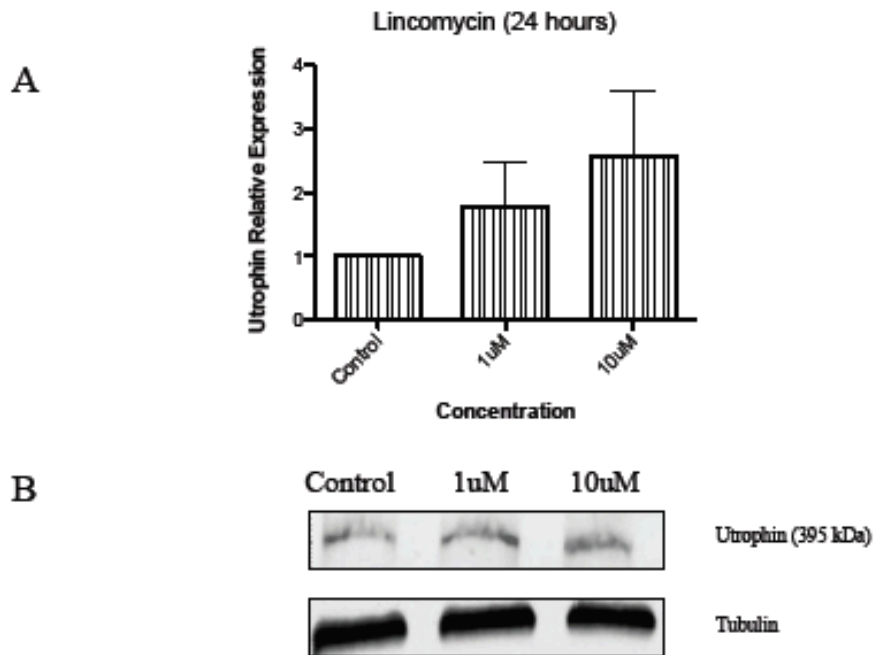 Lincomycin (24 hours)
A
Utrophin Relative Expression
4
3
2
1
0
Control
1uM
10uM
Concentration
B
Control 1uM 10uM
Utrophin (395 kDa)
Tubulin